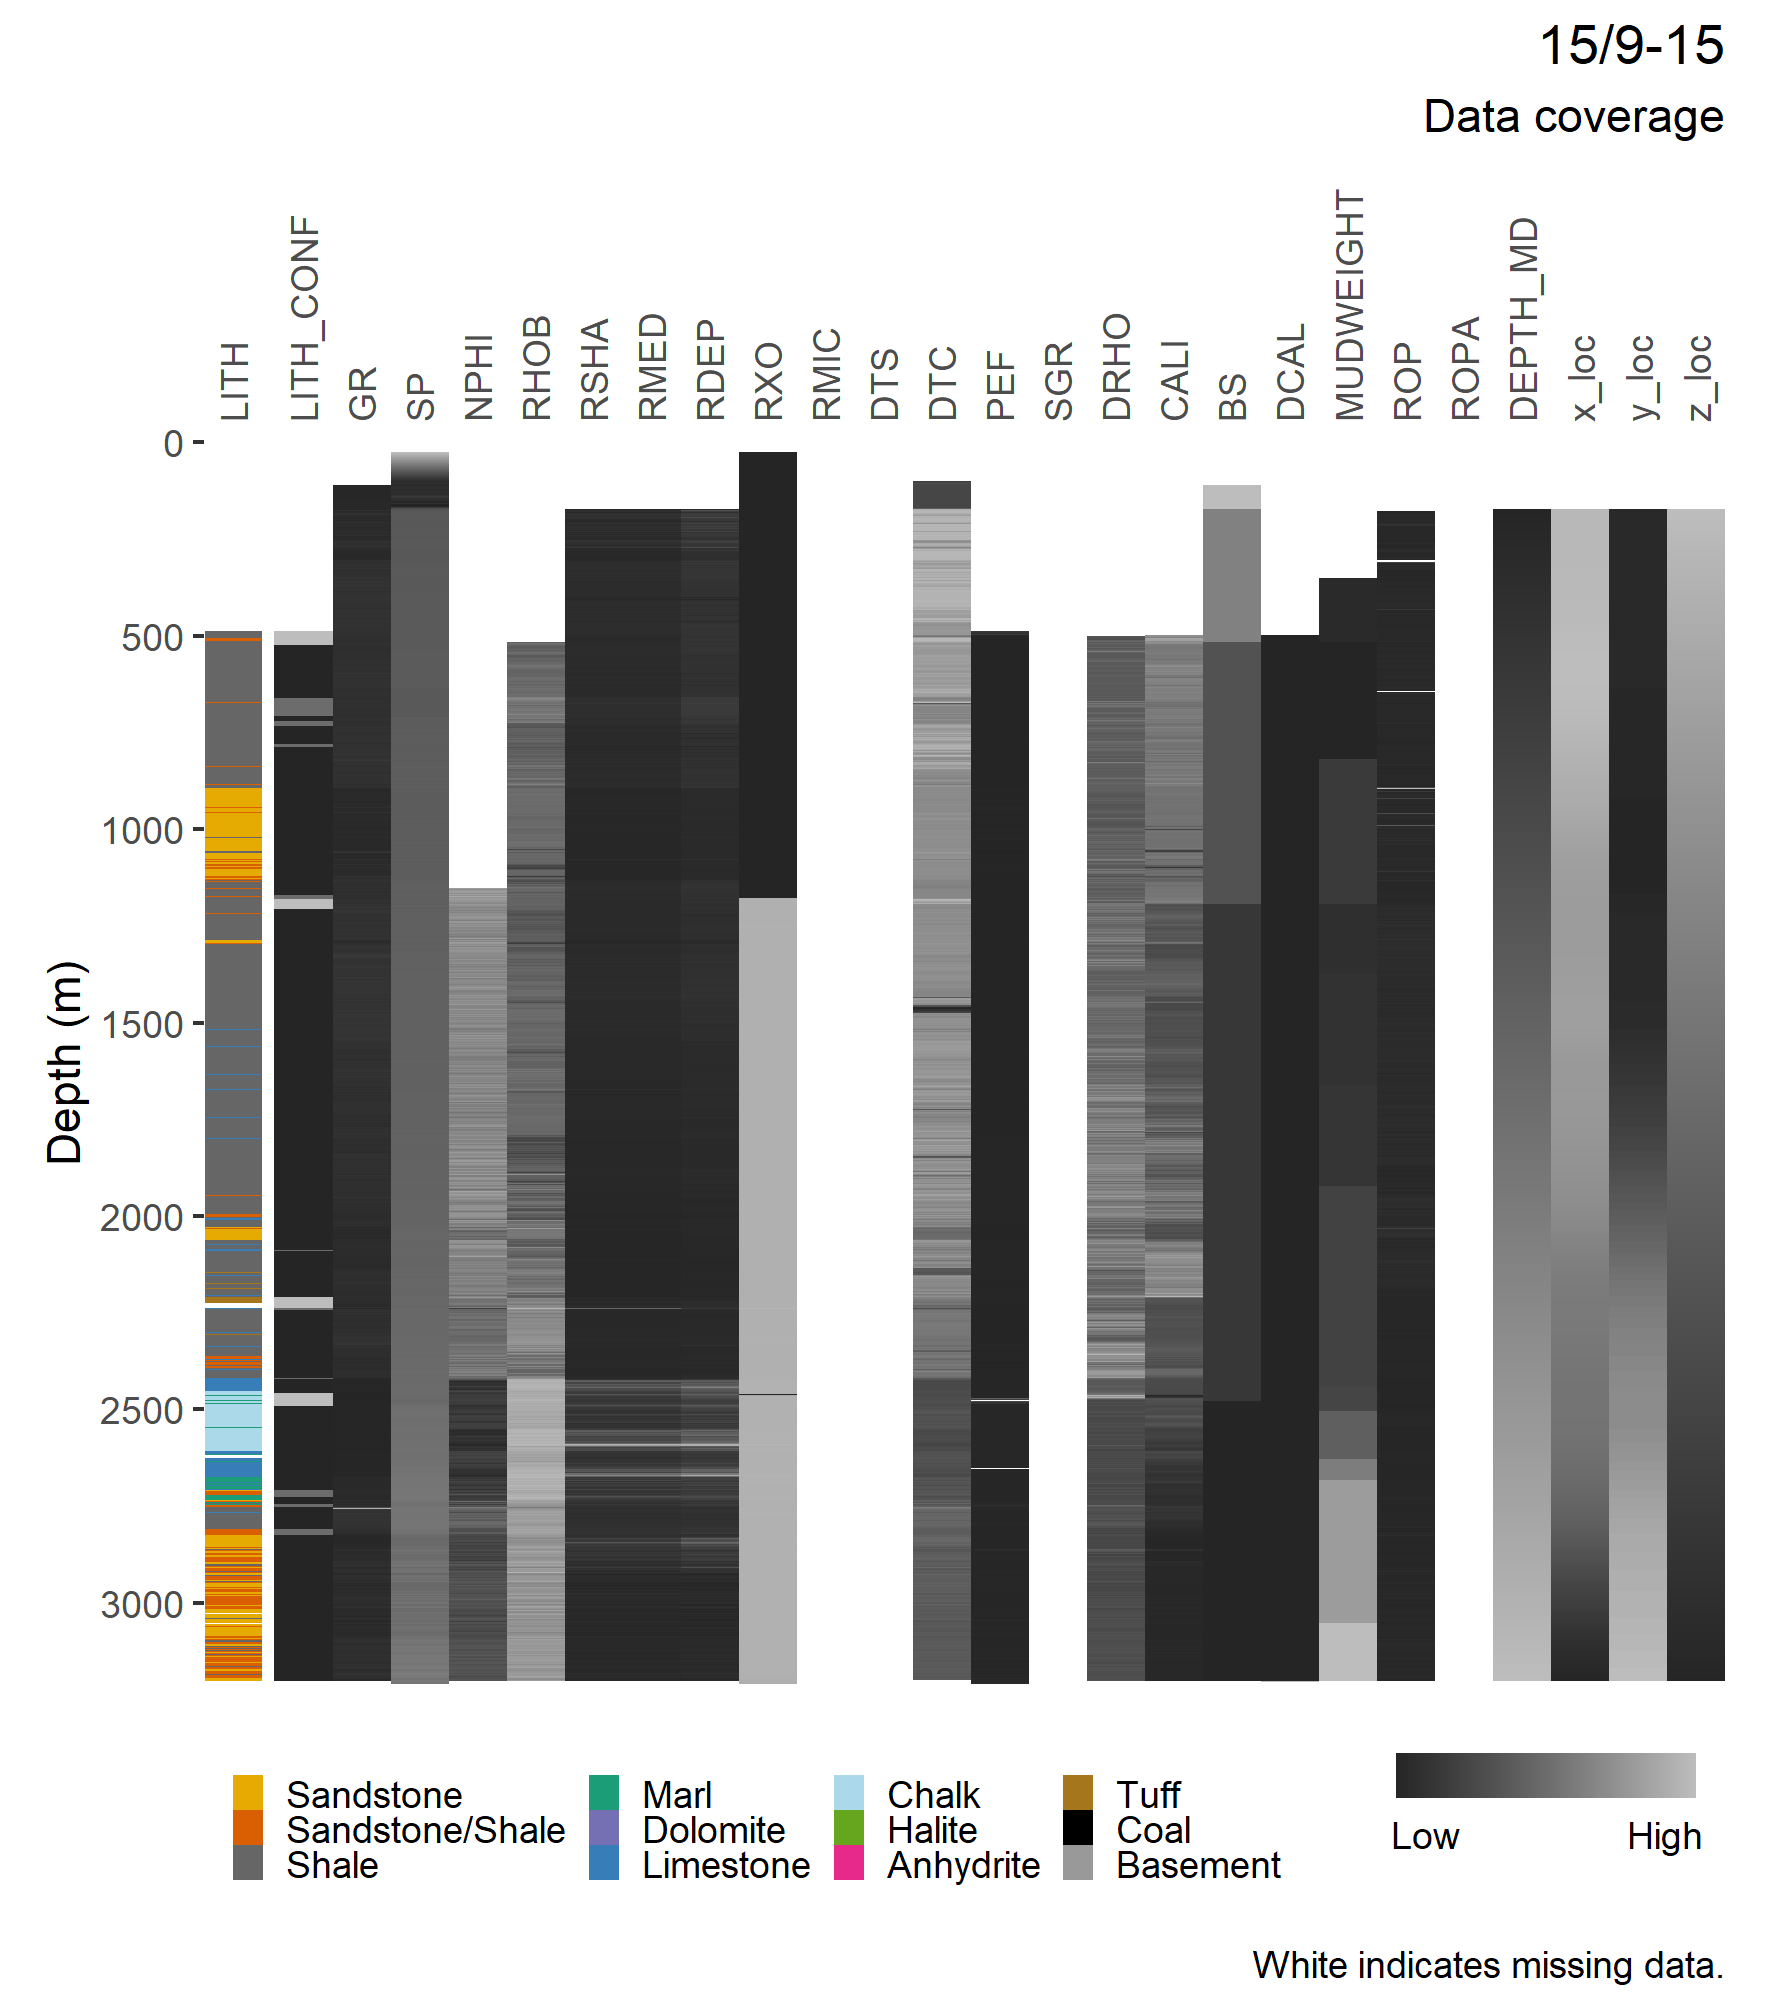 15/9-15
Data coverage
LITH
LITH_CONF
GR
SP
NPHI
RHOB
RSHA
RMED
RDEP
RXO
RMIC
DTS
DTC
PEF
SGR
DRHO
CALI
BS
DCAL
MUDWEIGHT
ROP
ROPA
DEPTH_MD
x_loc
y_loc
z_loc
Depth (m)
0
500
1000
1500
2000
2500
3000
Sandstone
Sandstone/Shale
Shale
Marl
Dolomite
Limestone
Chalk
Halite
Anhydrite
Tuff
Coal
Basement
Low High
White indicates missing data.